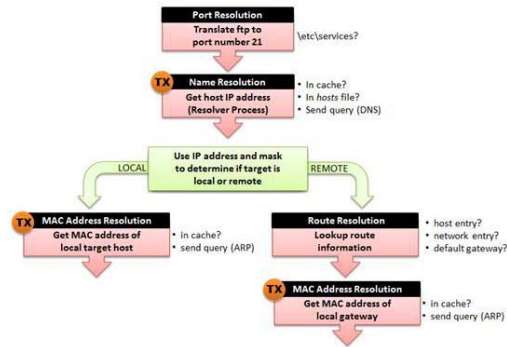 Port Resolution
Translate ftp to
port number 21
\etc\services?
TX
Name Resolution
Get host IP address
(Resolver Process)
• In cache?
• In hosts file?
• Send query (DNS)
Use IP address and mask
to determine if target is
local or remote
LOCAL
REMOTE
TX
MAC Address Resolution
Get MAC address of
local target host
• in cache?
• send query (ARP)
Route Resolution
Lookup route
information
• host entry?
• network entry?
• default gateway?
TX
MAC Address Resolution
Get MAC address of
local gateway
• in cache?
• send query (ARP)